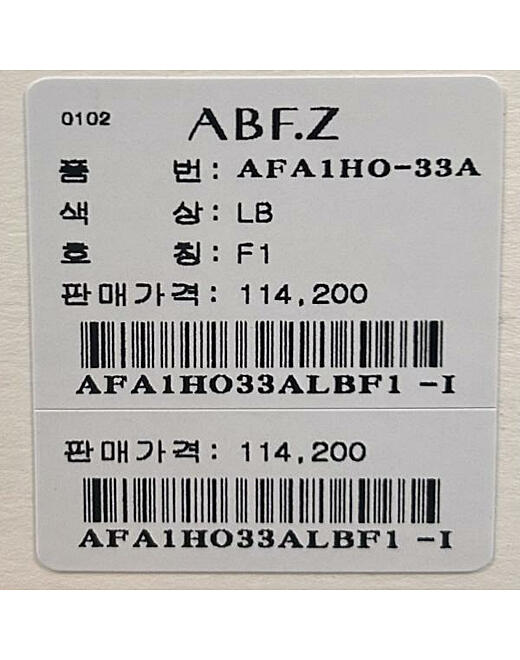 0102 ABF.Z
품 번: AFA1HO-33A
색 상: LB
호 칭: F1
판매가격: 114,200
AFA1HO33ALBF1 -I
판매가격: 114,200
AFA1HO33ALBF1 -I